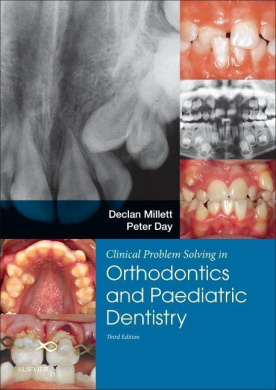 Declan Millett
Peter Day
Clinical Problem Solving in
Orthodontics
and Paediatric
Dentistry
Third Edition
ELSEVIER